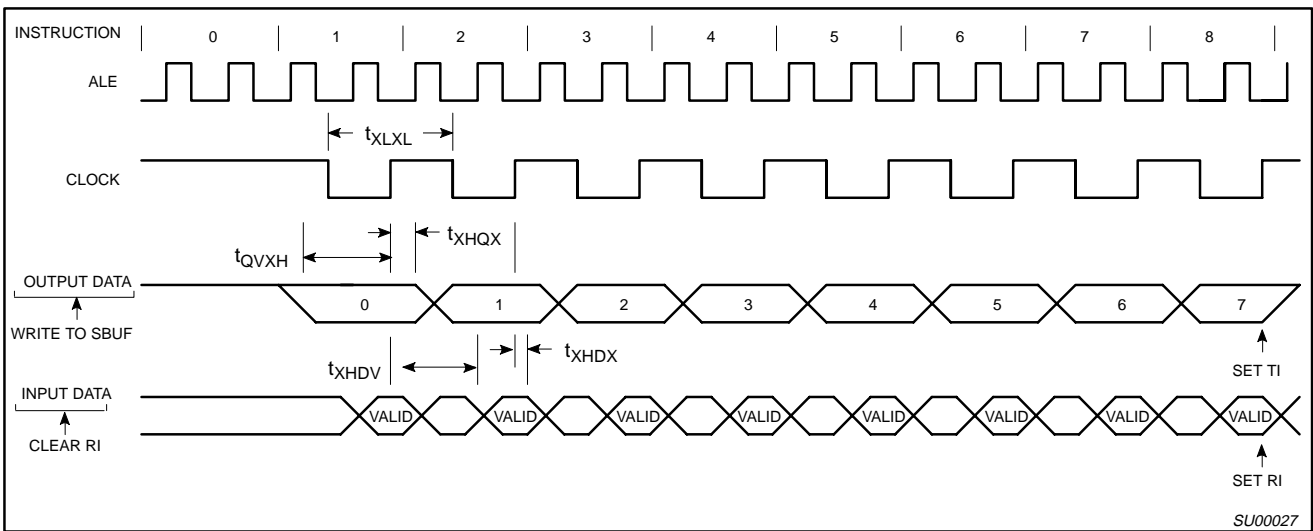 INSTRUCTION 0 1 2 3 4 5 6 7 8
ALE
tXLXL
CLOCK
tXHQX
tQVXH
OUTPUT DATA
0 1 2 3 4 5 6 7
WRITE TO SBUF
tXHDX
tXHDV
SET TI
INPUT DATA
VALID VALID VALID VALID VALID VALID VALID VALID
CLEAR RI
SET RI
SU00027